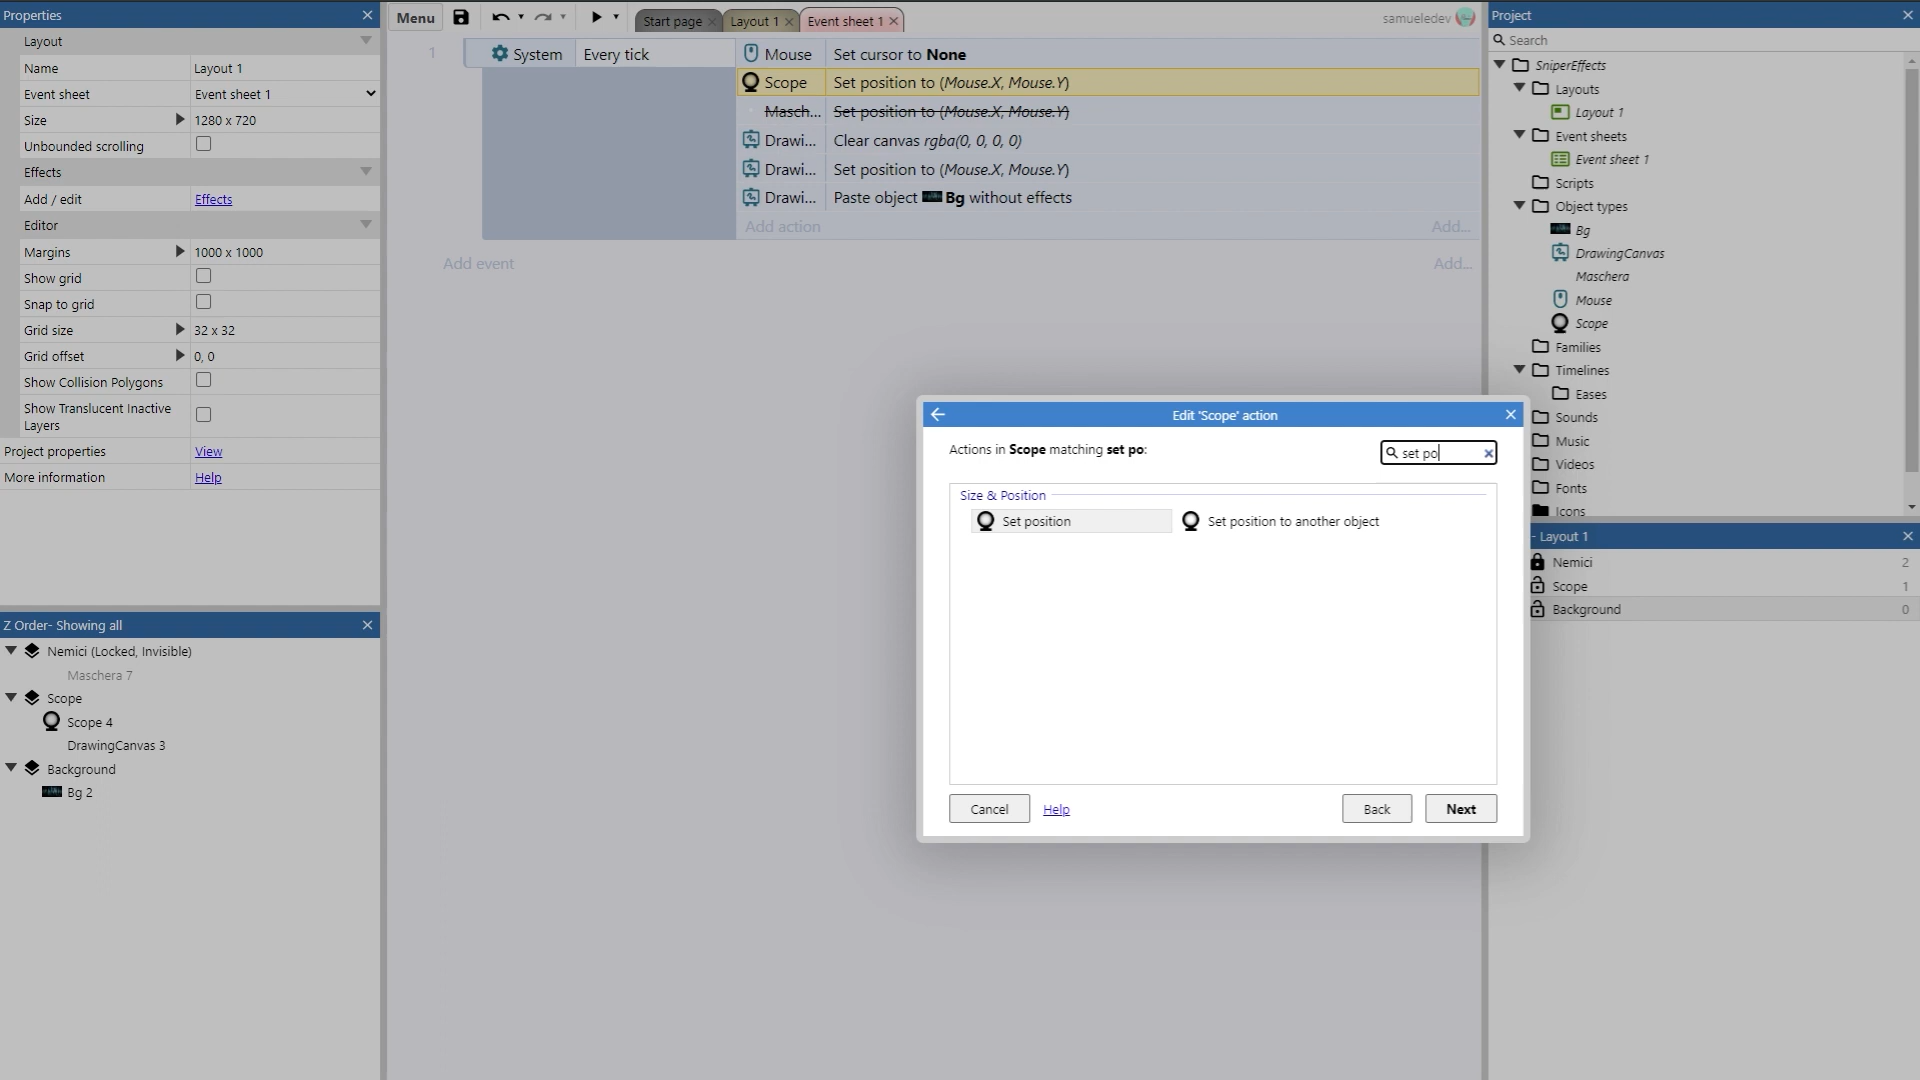 Properties
Layout
Name Layout 1
Event sheet Event sheet 1
Size 1280 x 720
Unbounded scrolling
Effects
Add / edit Effects
Editor
Margins 1000 x 1000
Show grid
Snap to grid
Grid size 32 x 32
Grid offset 0, 0
Show Collision Polygons
Show Translucent Inactive
Layers
Project properties View
More information Help
Z Order- Showing all
Nemici (Locked, Invisible)
Maschera 7
Scope
Scope 4
DrawingCanvas 3
Background
Bg 2
Menu
Start page
Layout 1
Event sheet 1
samueledev
1
System Every tick
Mouse Set cursor to None
Scope Set position to (Mouse.X, Mouse.Y)
Masch... Set position to (Mouse.X, Mouse.Y)
Drawi... Clear canvas rgba(0, 0, 0, 0)
Drawi... Set position to (Mouse.X, Mouse.Y)
Drawi... Paste object Bg without effects
Add action Add...
Add event Add...
Edit 'Scope' action
Actions in Scope matching set po:
set po
Size & Position
Set position Set position to another object
Cancel Help Back Next
Project
Search
SniperEffects
Layouts
Layout 1
Event sheets
Event sheet 1
Scripts
Object types
Bg
DrawingCanvas
Maschera
Mouse
Scope
Families
Timelines
Eases
Sounds
Music
Videos
Fonts
Icons
- Layout 1
Nemici 2
Scope 1
Background 0